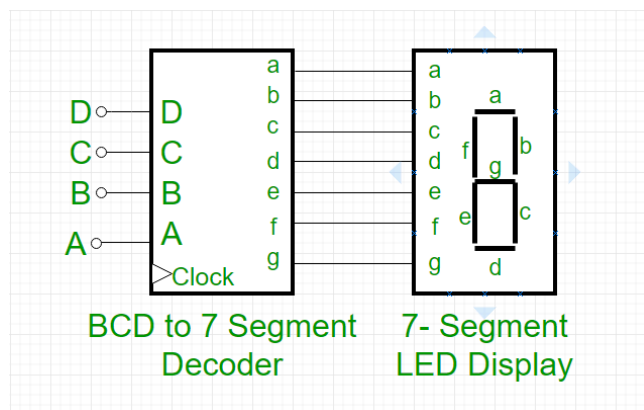 D D a a
C C b b a
B B c c f b
A A d d g
e e e c
f f d
g g
Clock
BCD to 7 Segment
Decoder
7- Segment
LED Display